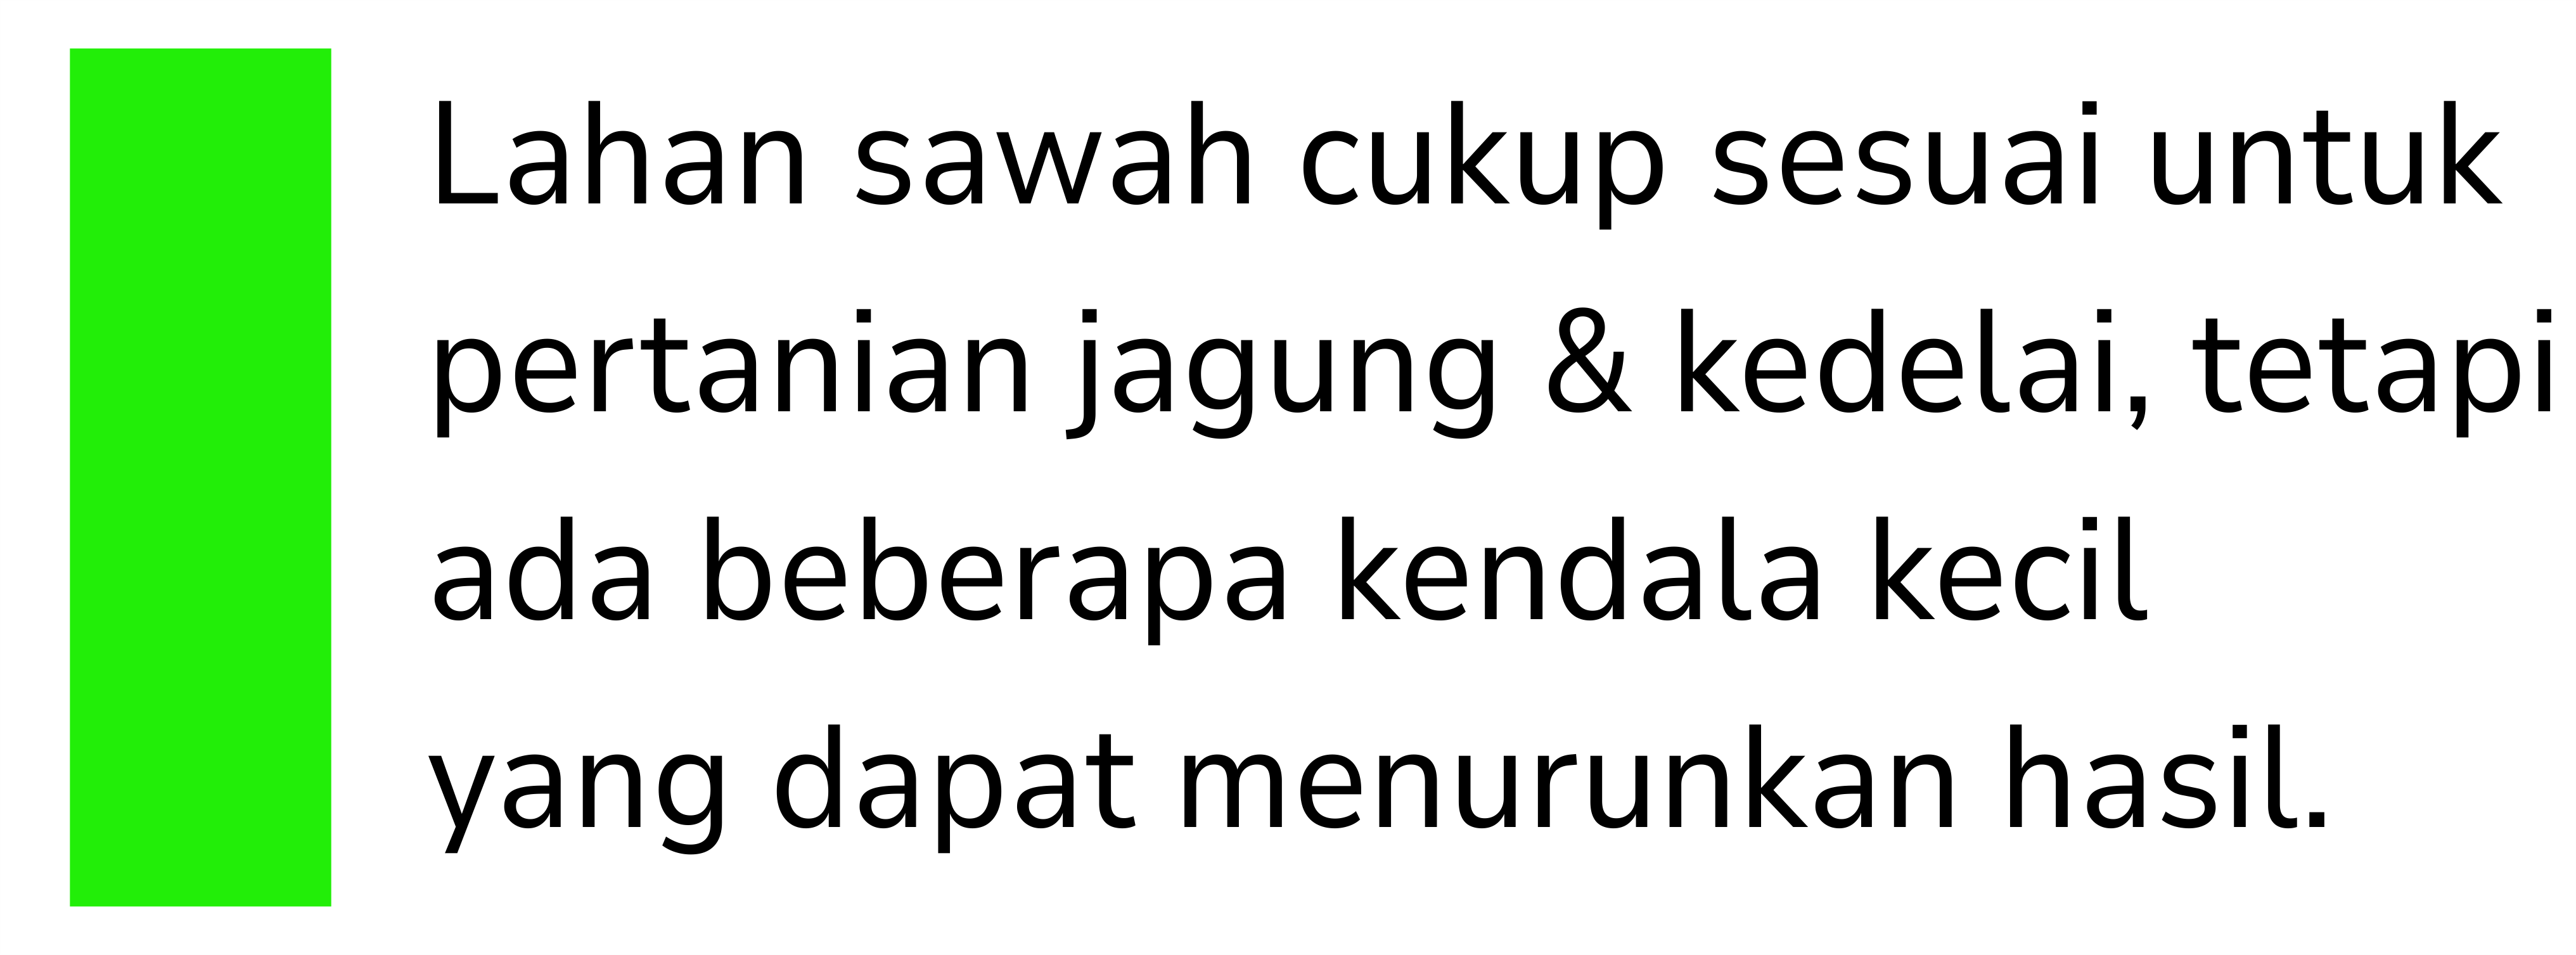 Lahan sawah cukup sesuai untuk
pertanian jagung & kedelai, tetapi
ada beberapa kendala kecil
yang dapat menurunkan hasil.